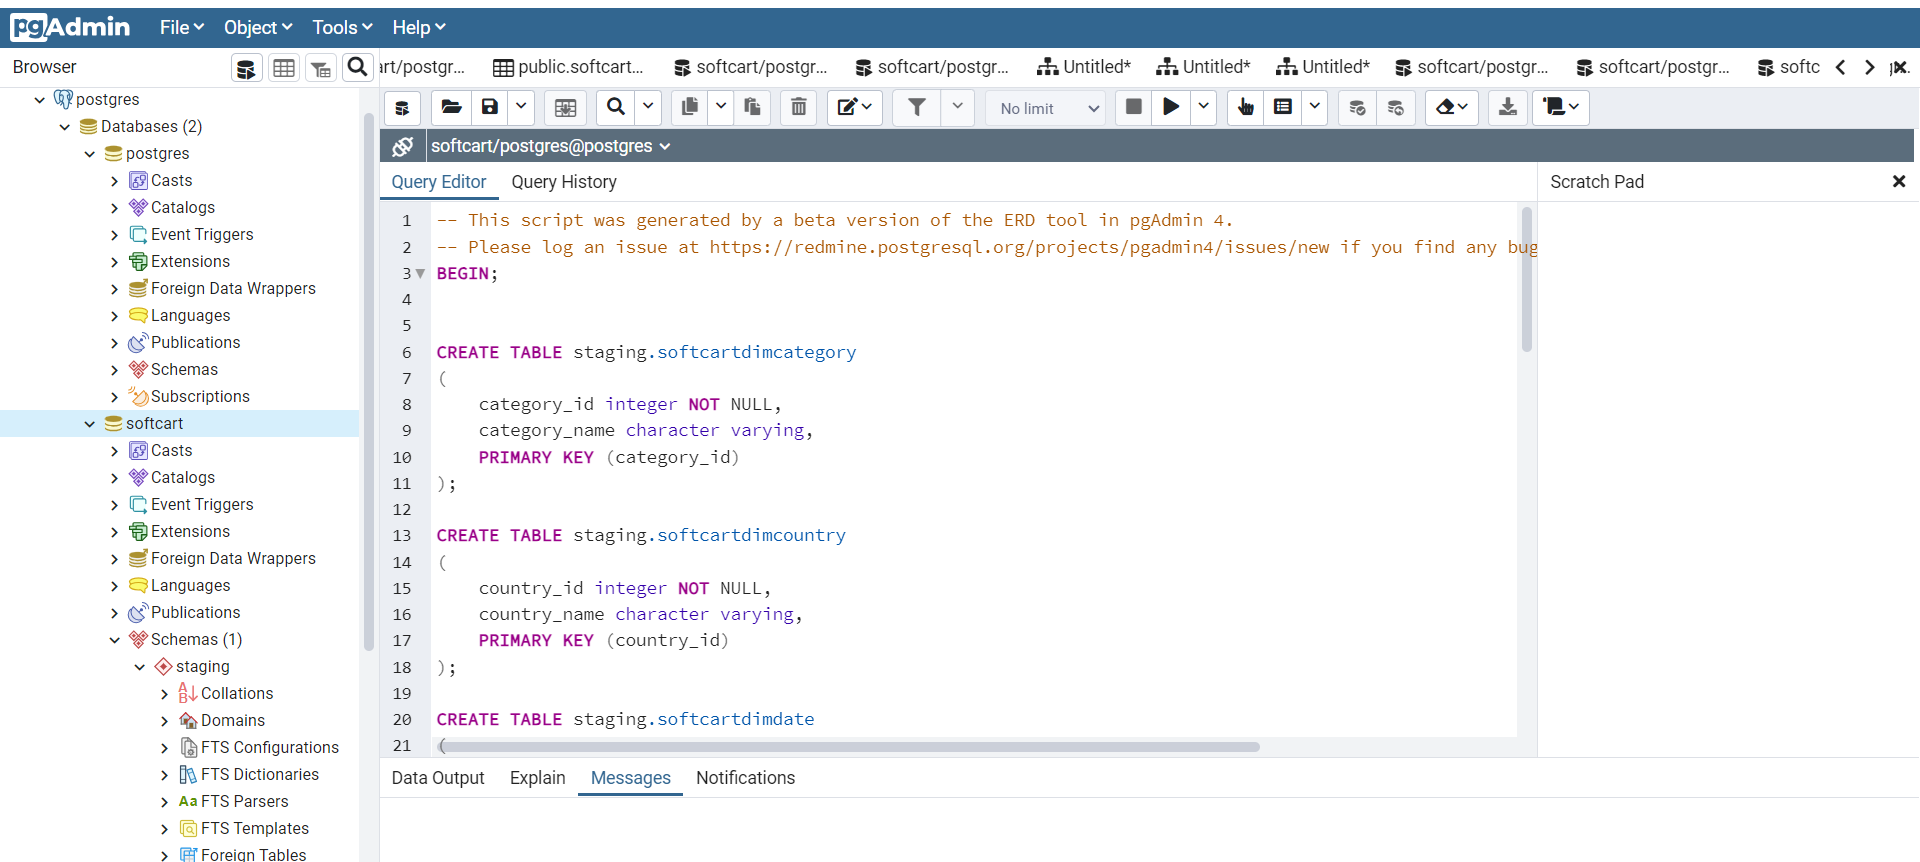 pgAdmin File Object Tools Help
Browser
art/postgr... public.softcart... softcart/postgr... softcart/postgr... Untitled* Untitled* Untitled* softcart/postgr... softcart/postgr... softc
No limit
softcart/postgres@postgres
Query Editor Query History
Scratch Pad
postgres
Databases (2)
postgres
Casts
Catalogs
Event Triggers
Extensions
Foreign Data Wrappers
Languages
Publications
Schemas
Subscriptions
softcart
Casts
Catalogs
Event Triggers
Extensions
Foreign Data Wrappers
Languages
Publications
Schemas (1)
staging
Collations
Domains
FTS Configurations
FTS Dictionaries
Aa FTS Parsers
FTS Templates
Foreign Tables
1 -- This script was generated by a beta version of the ERD tool in pgAdmin 4.
2 -- Please log an issue at https://redmine.postgresql.org/projects/pgadmin4/issues/new if you find any bug
3 BEGIN;
4
5
6 CREATE TABLE staging.softcartdimcategory
7 (
8 category_id integer NOT NULL,
9 category_name character varying,
10 PRIMARY KEY (category_id)
11 );
12
13 CREATE TABLE staging.softcartdimcountry
14 (
15 country_id integer NOT NULL,
16 country_name character varying,
17 PRIMARY KEY (country_id)
18 );
19
20 CREATE TABLE staging.softcartdimdate
21 (
Data Output Explain Messages Notifications